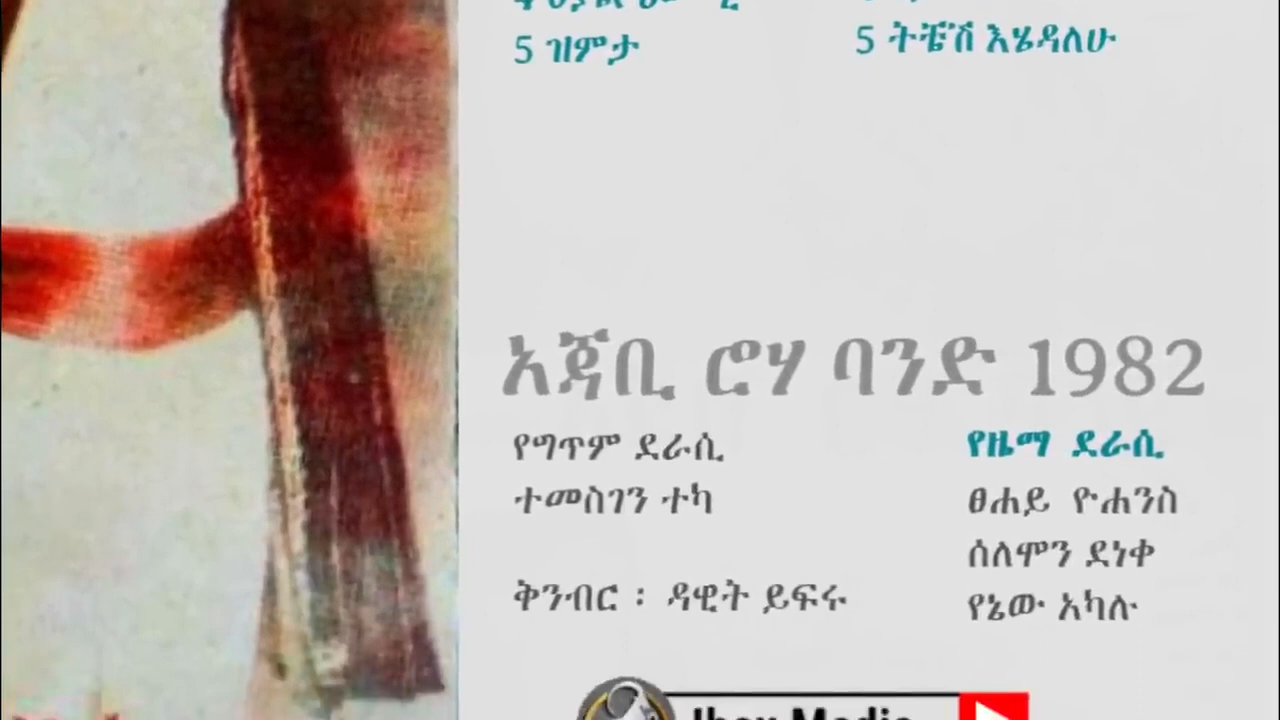 5 ዝምታ
5 ትቼሽ እሄዳለሁ
አጃቢ ሮሃ ባንድ 1982
የግጥም ደራሲ
ተመስገን ተካ
ቅንብር ፡ ዳዊት ይፍሩ
የዜማ ደራሲ
ፀሐይ ዮሐንስ
ሰለሞን ደነቀ
የኔው አካሉ